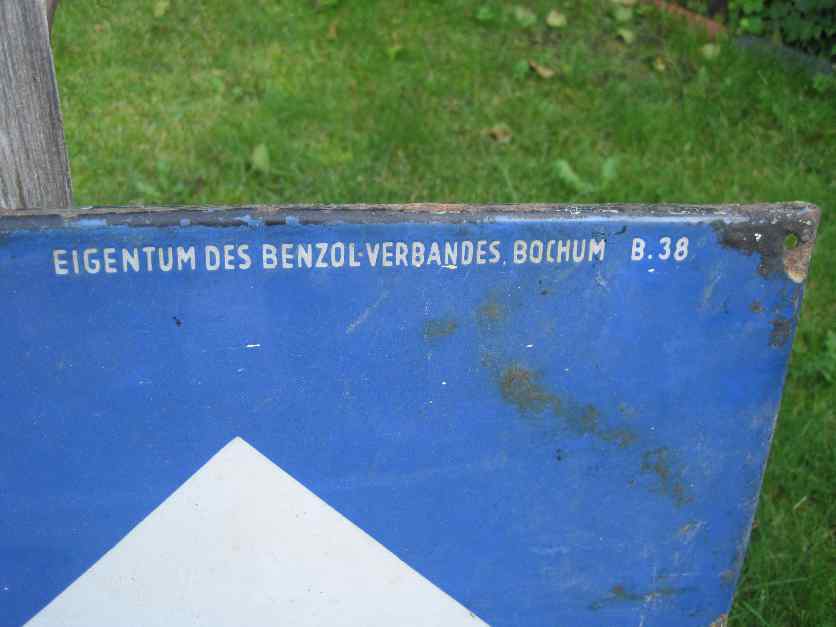 EIGENTUM DES BENZOL-VERBANDES, BOCHUM B.38